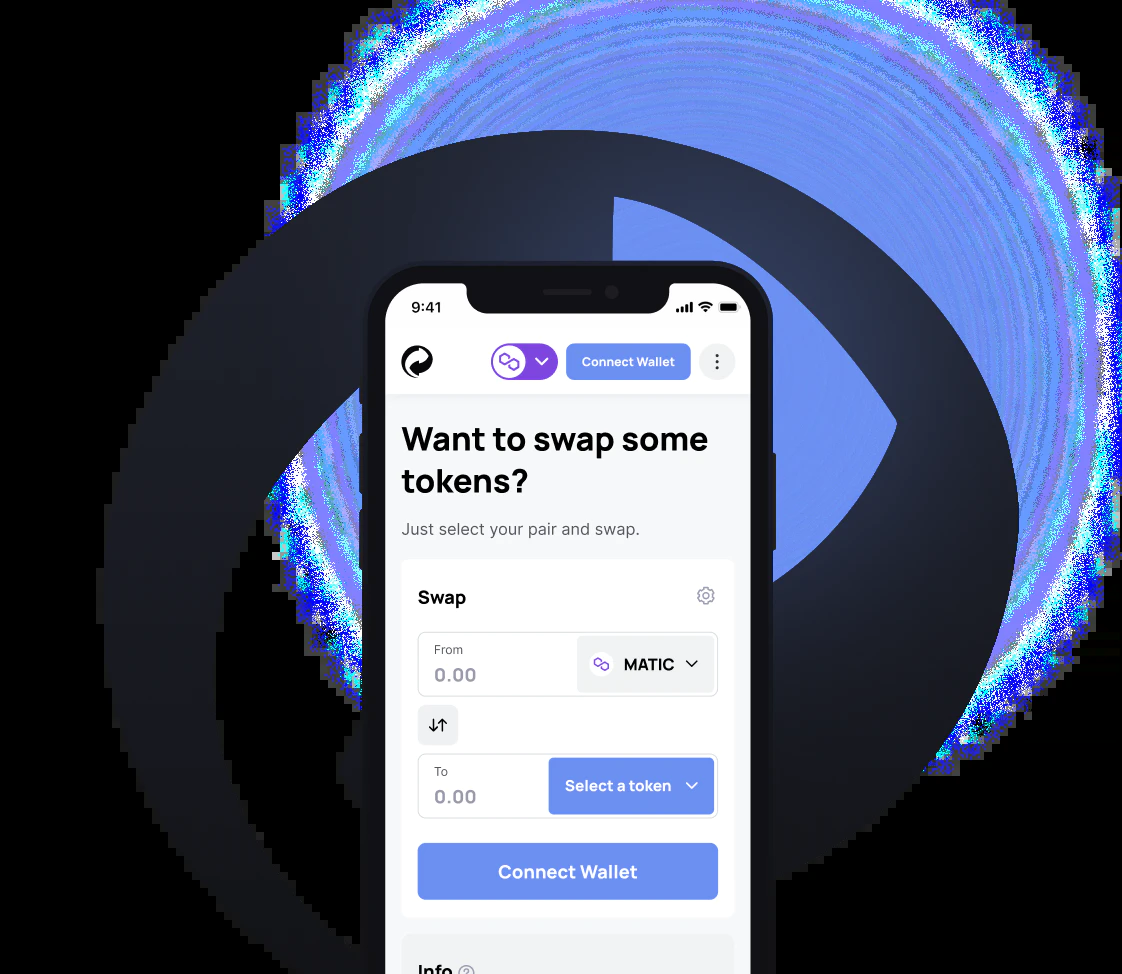 9:41
Connect Wallet
Want to swap some
tokens?
Just select your pair and swap.
Swap
From
0.00
MATIC
To
0.00
Select a token
Connect Wallet
Info